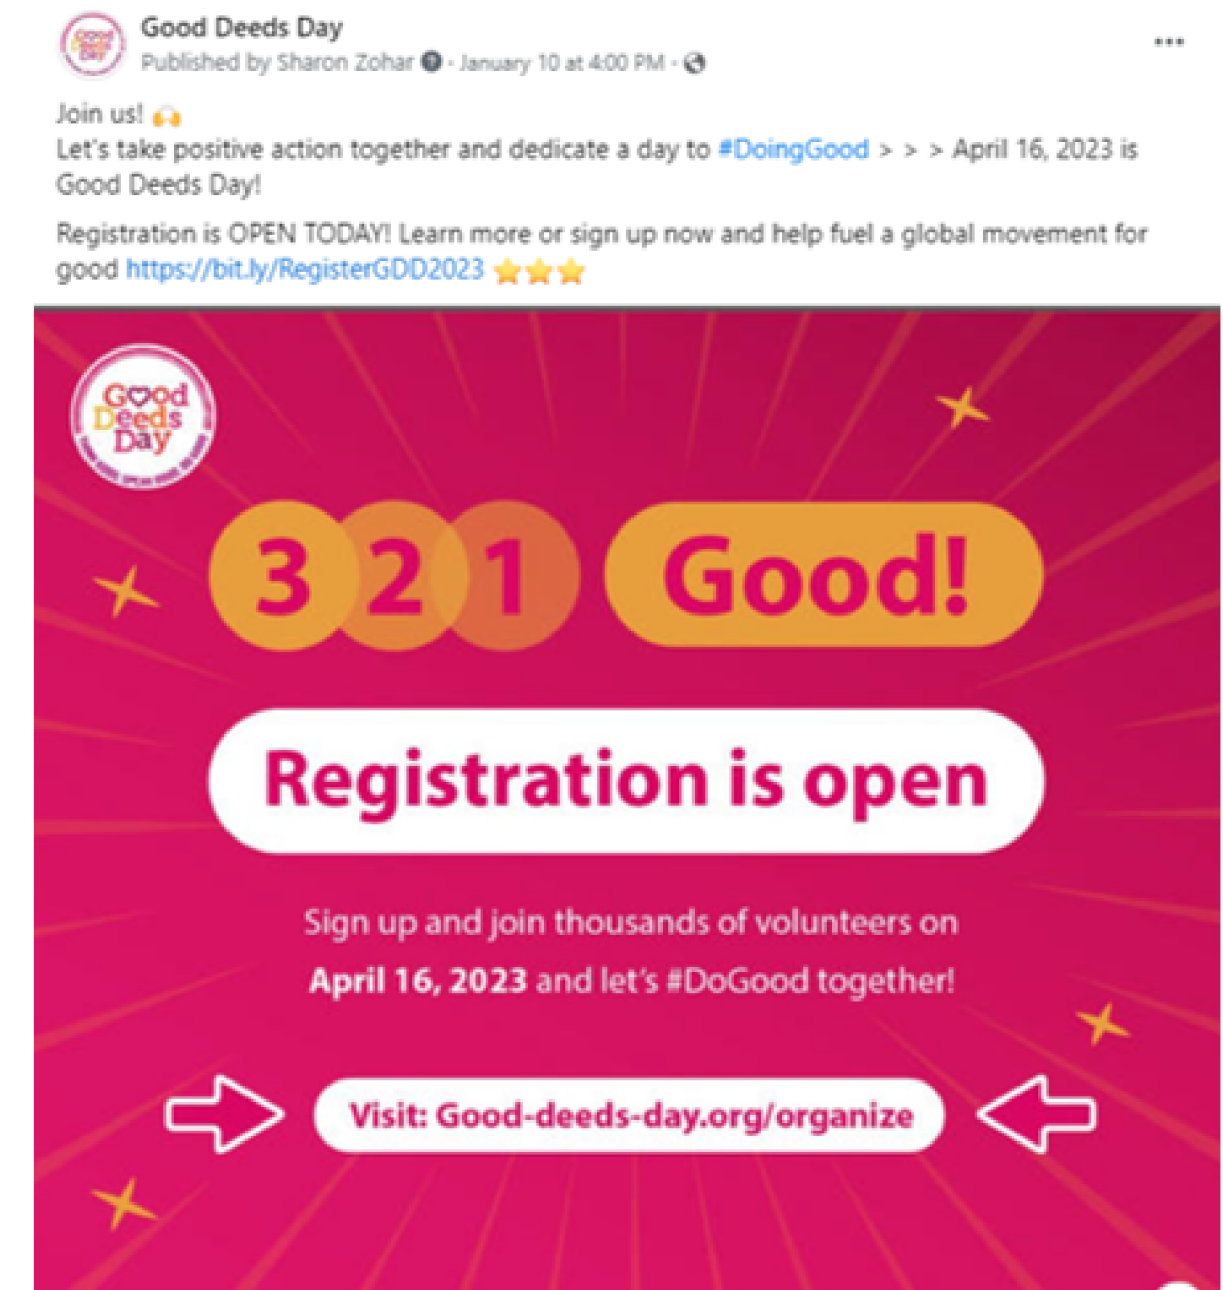 Good Deeds Day
Published by Sharon Zohar · January 10 at 4:00 PM ·
Join us! 🙌
Let's take positive action together and dedicate a day to #DoingGood > > > April 16, 2023 is
Good Deeds Day!
Registration is OPEN TODAY! Learn more or sign up now and help fuel a global movement for
good https://bit.ly/RegisterGDD2023 ⭐⭐⭐
Good
Deeds
Day
3 2 1 Good!
Registration is open
Sign up and join thousands of volunteers on
April 16, 2023 and let's #DoGood together!
Visit: Good-deeds-day.org/organize